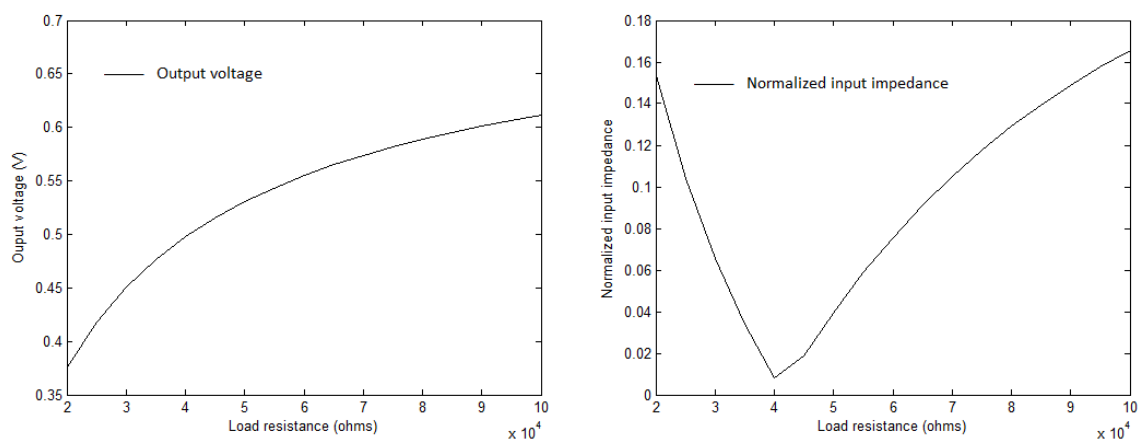 0.7
0.65
0.6
0.55
0.5
0.45
0.4
0.35
Ouput voltage (V)
Output voltage
2 3 4 5 6 7 8 9 10
Load resistance (ohms)
x 10^4
0.18
0.16
0.14
0.12
0.1
0.08
0.06
0.04
0.02
0
Normalized input impedance
Normalized input impedance
2 3 4 5 6 7 8 9 10
Load resistance (ohms)
x 10^4